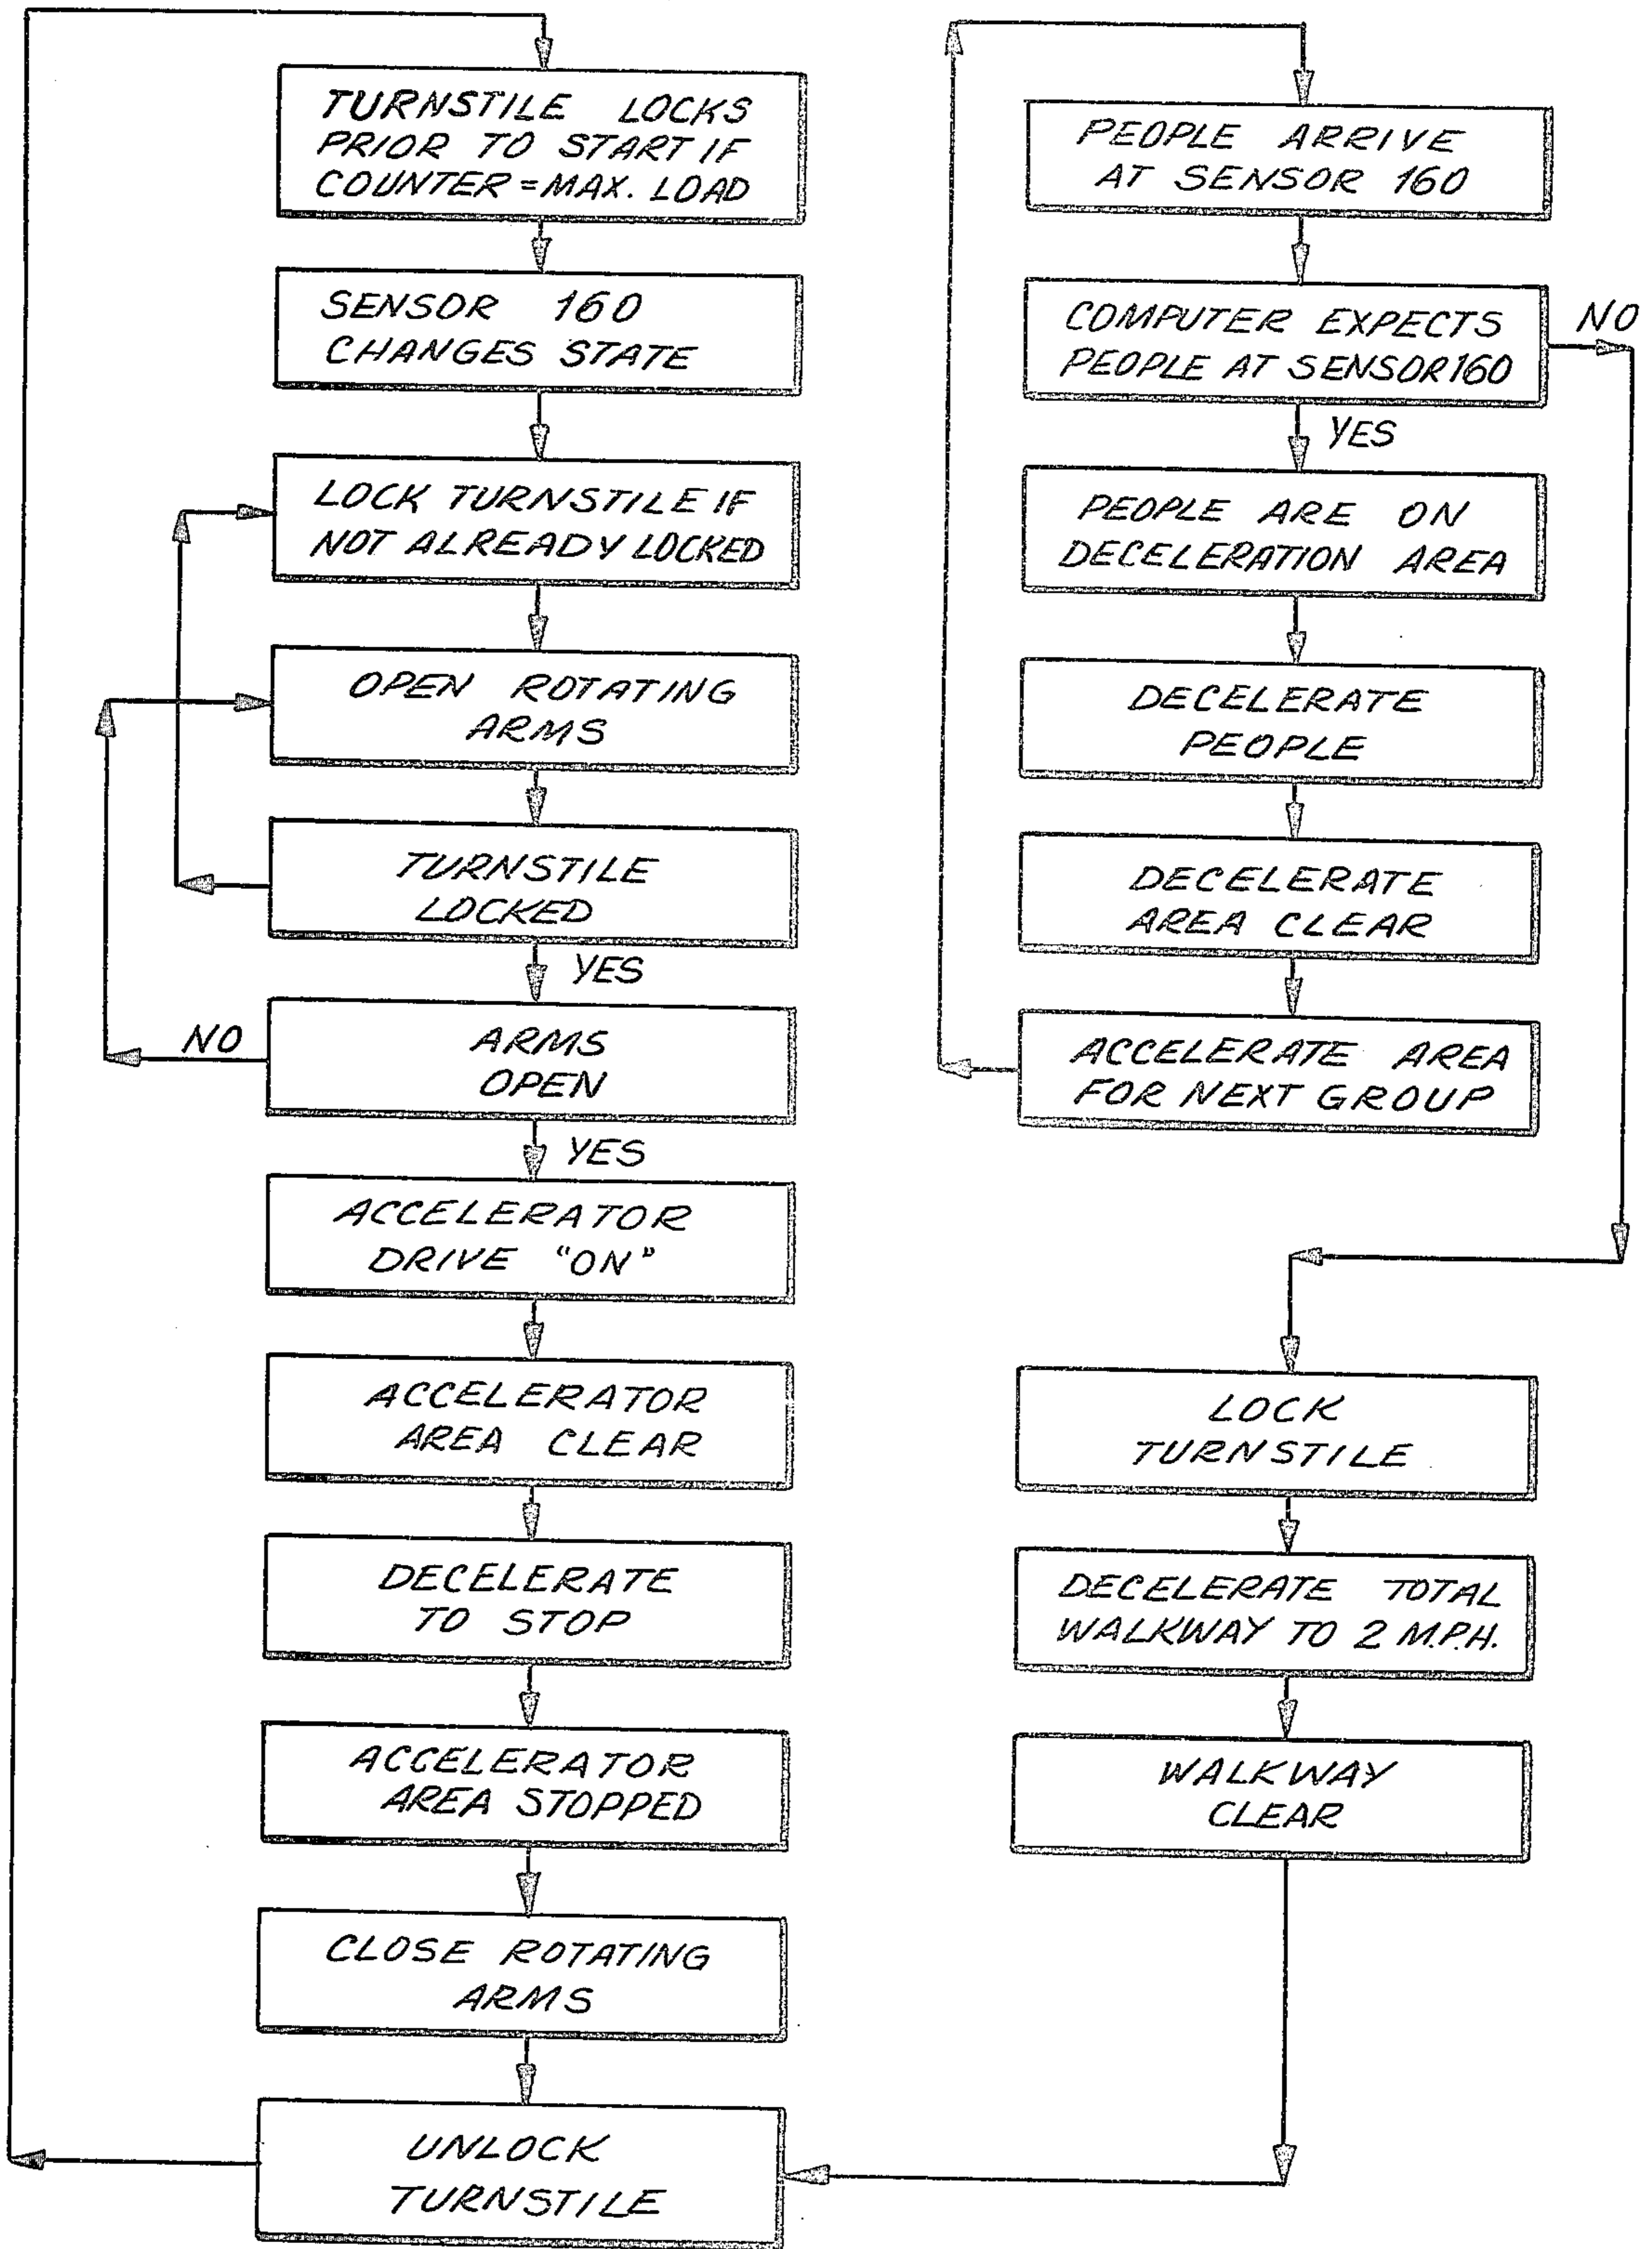 TURNSTILE LOCKS
PRIOR TO START IF
COUNTER = MAX. LOAD
SENSOR 160
CHANGES STATE
LOCK TURNSTILE IF
NOT ALREADY LOCKED
OPEN ROTATING
ARMS
TURNSTILE
LOCKED
YES
ARMS
OPEN
NO
YES
ACCELERATOR
DRIVE "ON"
ACCELERATOR
AREA CLEAR
DECELERATE
TO STOP
ACCELERATOR
AREA STOPPED
CLOSE ROTATING
ARMS
UNLOCK
TURNSTILE
PEOPLE ARRIVE
AT SENSOR 160
COMPUTER EXPECTS
PEOPLE AT SENSOR 160
NO
YES
PEOPLE ARE ON
DECELERATION AREA
DECELERATE
PEOPLE
DECELERATE
AREA CLEAR
ACCELERATE AREA
FOR NEXT GROUP
LOCK
TURNSTILE
DECELERATE TOTAL
WALKWAY TO 2 M.P.H.
WALKWAY
CLEAR